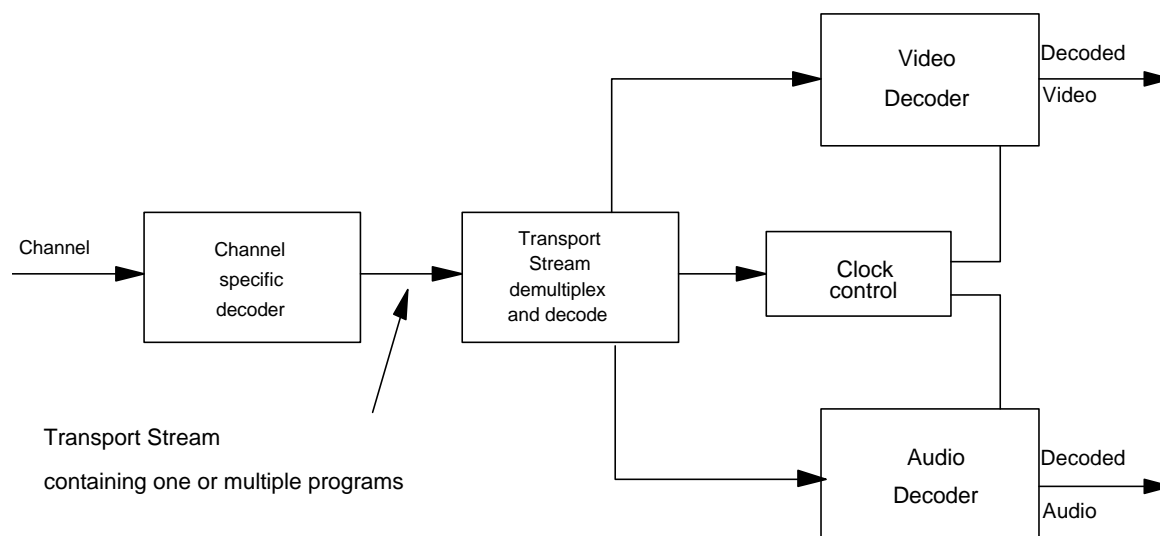 Video
Decoder
Decoded
Video
Channel
Channel
specific
decoder
Transport
Stream
demultiplex
and decode
Clock
control
Transport Stream
containing one or multiple programs
Audio
Decoder
Decoded
Audio